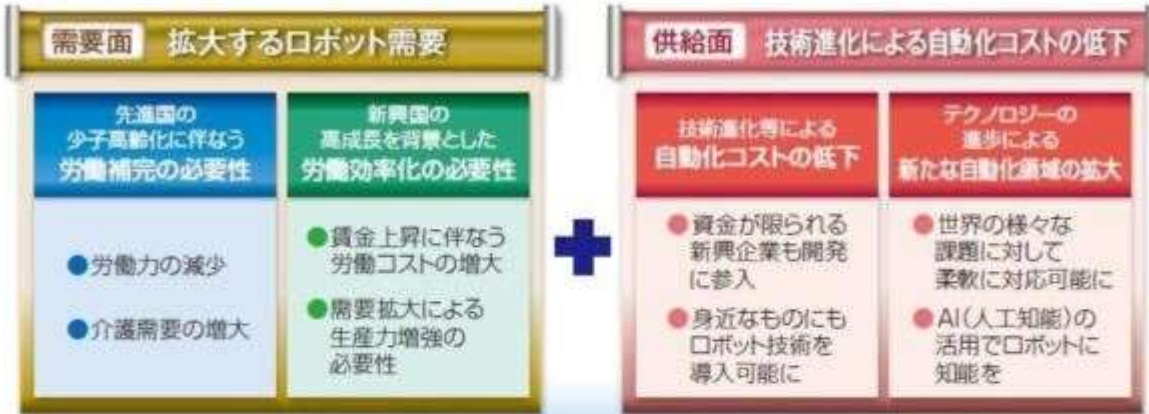 需要面 拡大するロボット需要
先進国の
少子高齢化に伴なう
労働補完の必要性
●労働力の減少
●介護需要の増大
新興国の
高成長を背景とした
労働効率化の必要性
●賃金上昇に伴なう
労働コストの増大
●需要拡大による
生産力増強の
必要性
供給面 技術進化による自動化コストの低下
技術進化等による
自動化コストの低下
●資金が限られる
新興企業も開発
に参入
●身近なものにも
ロボット技術を
導入可能に
テクノロジーの
進歩による
新たな自動化領域の拡大
●世界の様々な
課題に対して
柔軟に対応可能に
●AI(人工知能)の
活用でロボットに
知能を